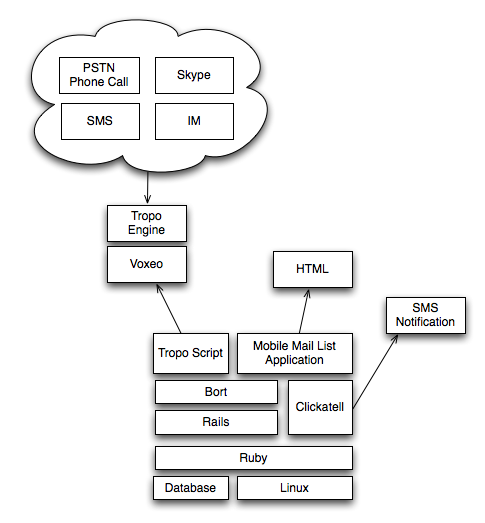 PSTN
Phone Call
Skype
SMS
IM
Tropo
Engine
Voxeo
HTML
SMS
Notification
Tropo Script
Mobile Mail List
Application
Bort
Clickatell
Rails
Ruby
Database
Linux